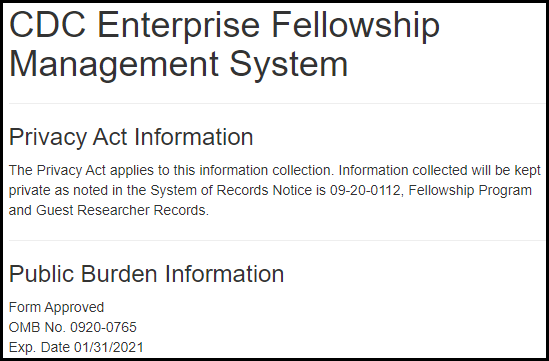 CDC Enterprise Fellowship
Management System
Privacy Act Information
The Privacy Act applies to this information collection. Information collected will be kept
private as noted in the System of Records Notice is 09-20-0112, Fellowship Program
and Guest Researcher Records.
Public Burden Information
Form Approved
OMB No. 0920-0765
Exp. Date 01/31/2021